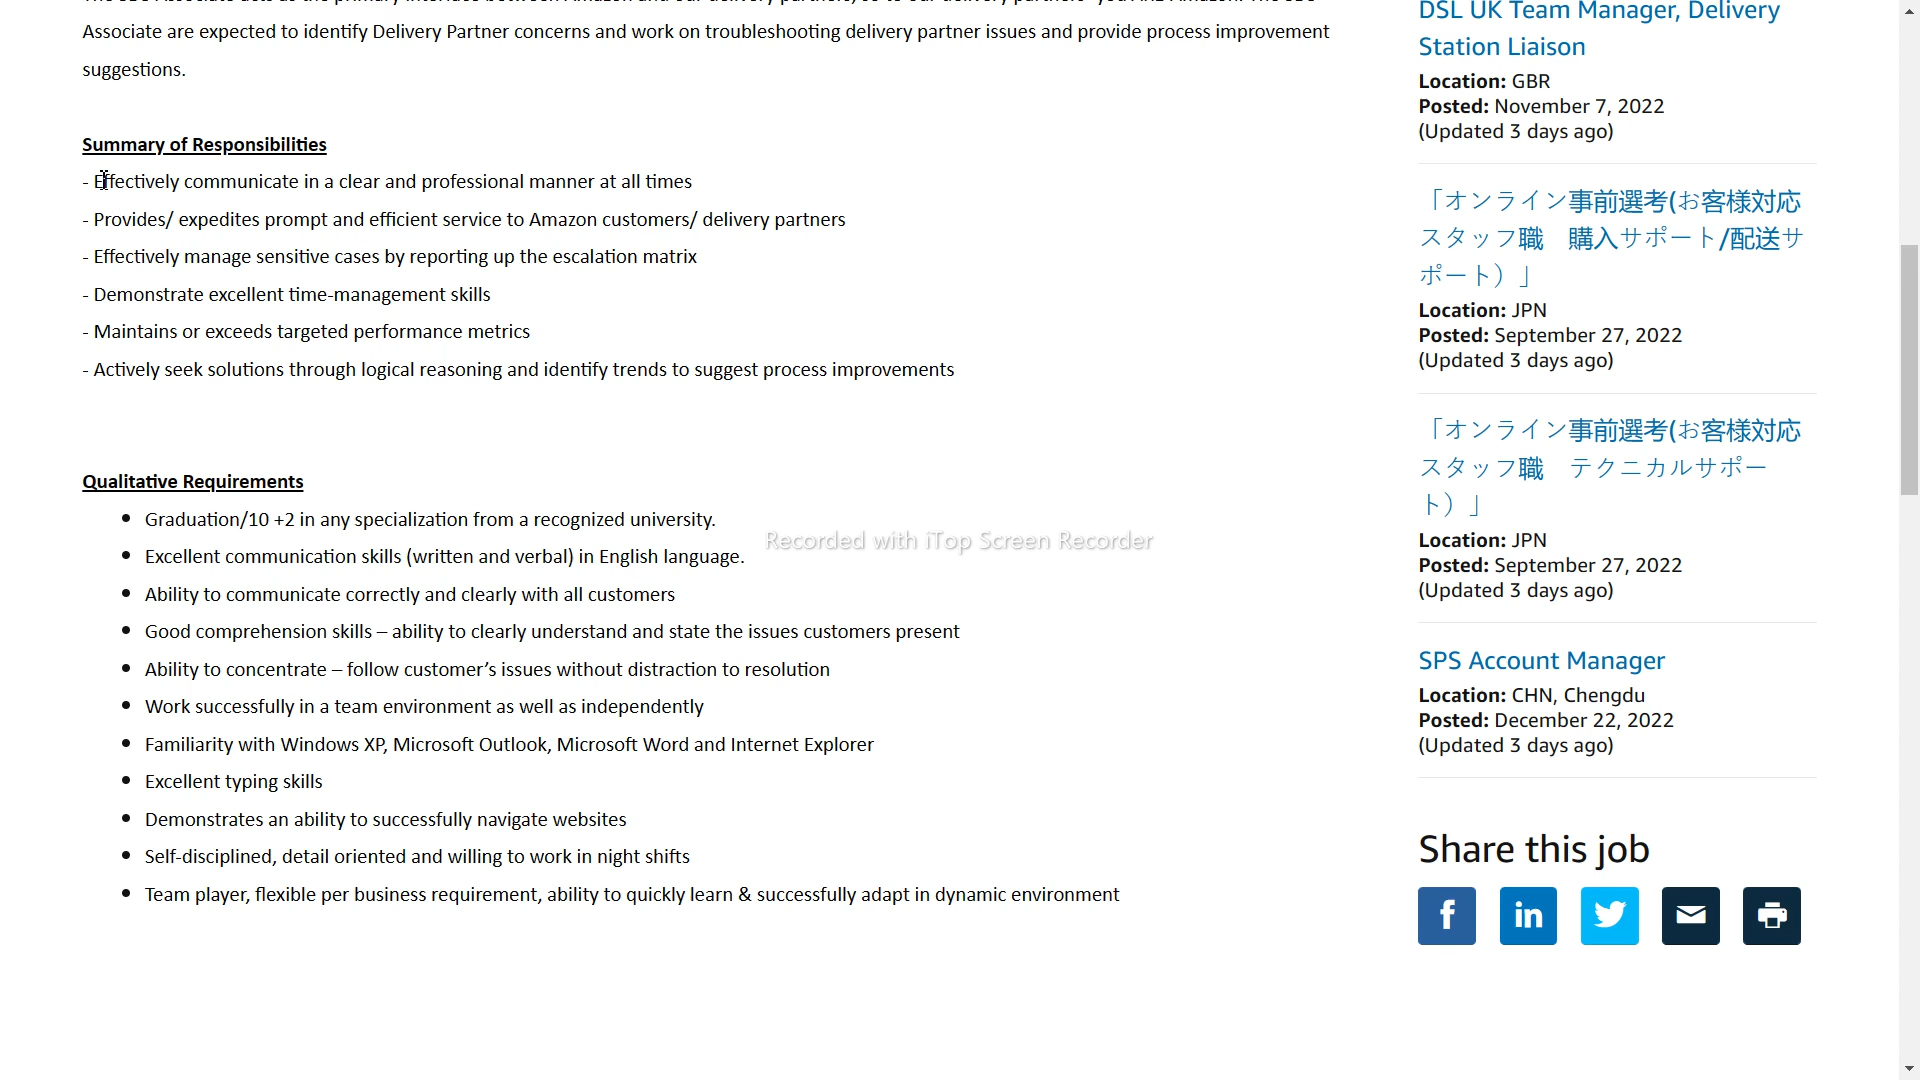 Associate are expected to identify Delivery Partner concerns and work on troubleshooting delivery partner issues and provide process improvement
suggestions.
Summary of Responsibilities
- Effectively communicate in a clear and professional manner at all times
- Provides/ expedites prompt and efficient service to Amazon customers/ delivery partners
- Effectively manage sensitive cases by reporting up the escalation matrix
- Demonstrate excellent time-management skills
- Maintains or exceeds targeted performance metrics
- Actively seek solutions through logical reasoning and identify trends to suggest process improvements
Qualitative Requirements
• Graduation/10 +2 in any specialization from a recognized university.
• Excellent communication skills (written and verbal) in English language.
• Ability to communicate correctly and clearly with all customers
• Good comprehension skills – ability to clearly understand and state the issues customers present
• Ability to concentrate – follow customer’s issues without distraction to resolution
• Work successfully in a team environment as well as independently
• Familiarity with Windows XP, Microsoft Outlook, Microsoft Word and Internet Explorer
• Excellent typing skills
• Demonstrates an ability to successfully navigate websites
• Self-disciplined, detail oriented and willing to work in night shifts
• Team player, flexible per business requirement, ability to quickly learn & successfully adapt in dynamic environment
Recorded with iTop Screen Recorder
DSL UK Team Manager, Delivery
Station Liaison
Location: GBR
Posted: November 7, 2022
(Updated 3 days ago)
「オンライン事前選考(お客様対応
スタッフ職　購入サポート/配送サ
ポート）」
Location: JPN
Posted: September 27, 2022
(Updated 3 days ago)
「オンライン事前選考(お客様対応
スタッフ職　テクニカルサポー
ト）」
Location: JPN
Posted: September 27, 2022
(Updated 3 days ago)
SPS Account Manager
Location: CHN, Chengdu
Posted: December 22, 2022
(Updated 3 days ago)
Share this job
f
in